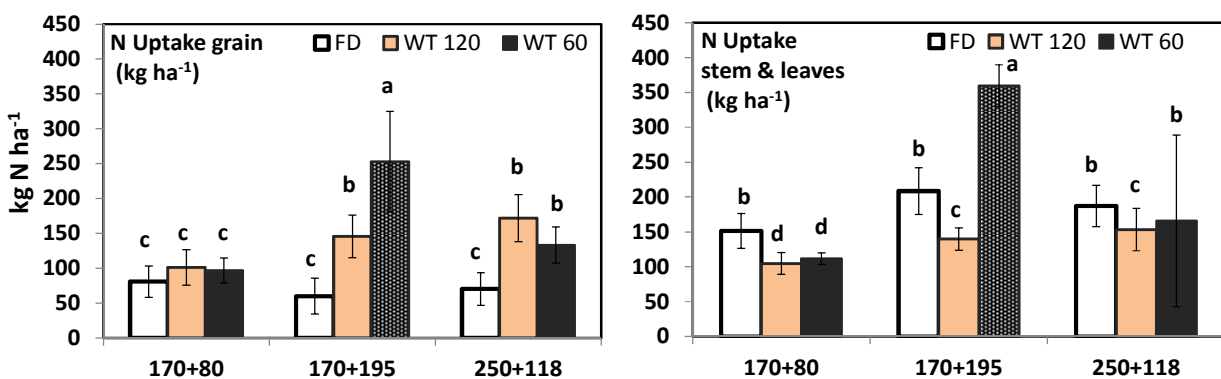 kg N ha⁻¹
450
400
350
300
250
200
150
100
50
0
N Uptake grain
(kg ha⁻¹)
FD WT 120 WT 60
c c c
c b a
c b b
170+80 170+195 250+118
450
400
350
300
250
200
150
100
50
0
N Uptake
stem & leaves
(kg ha⁻¹)
FD WT 120 WT 60
b d d
b c a
b c b
170+80 170+195 250+118